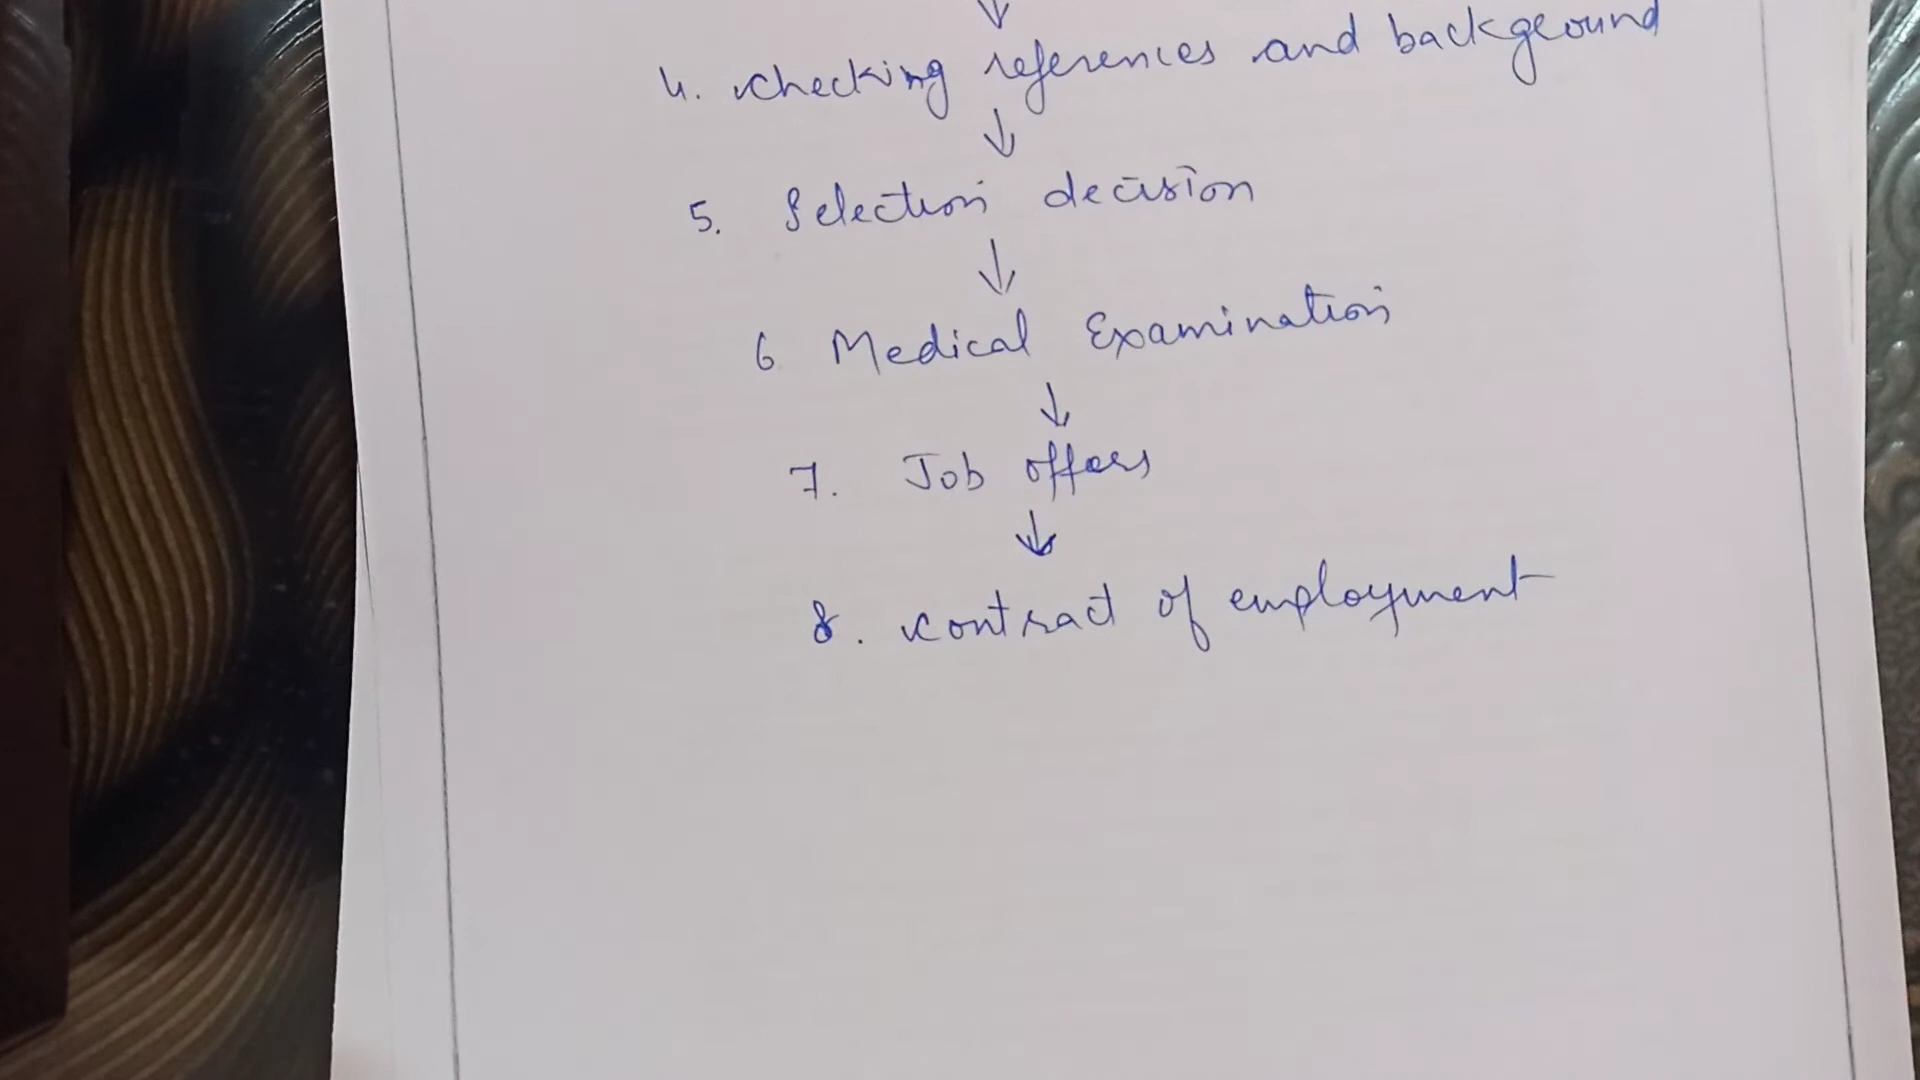 ↓
4. checking references and background
↓
5. Selection decision
↓
6 Medical Examination
↓
7. Job offers
↓
8. contract of employment